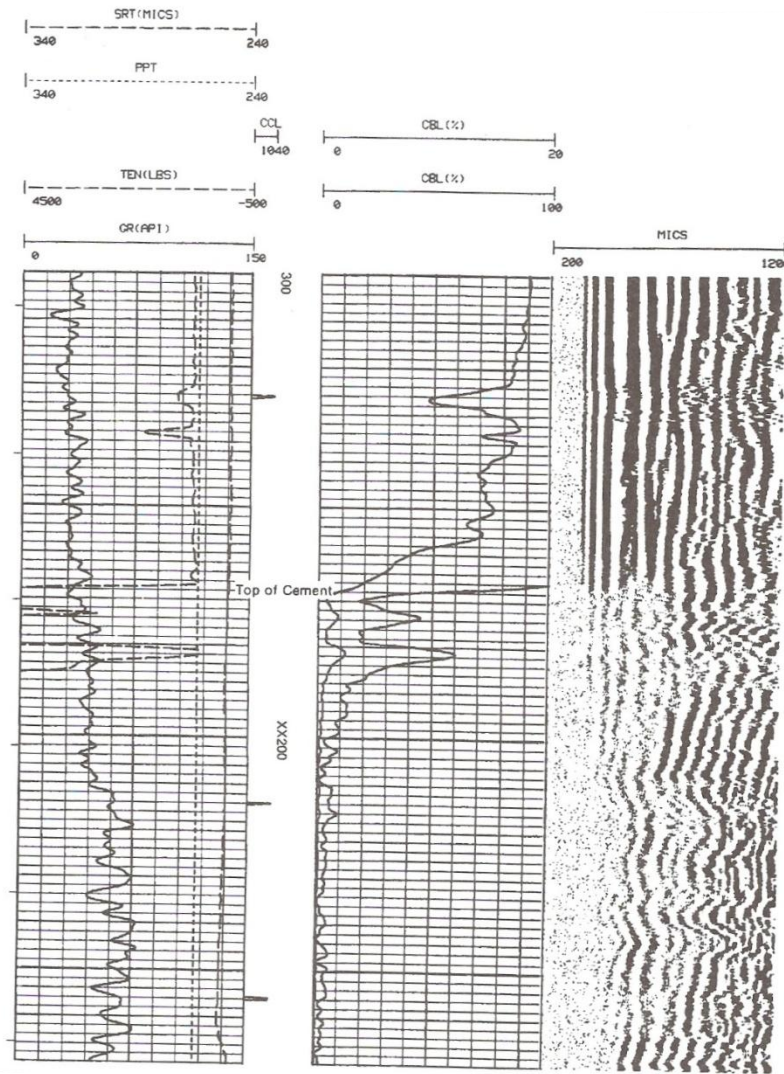 SRT(MICS)
340 240
PPT
340 240
CCL
1040
CBL(%)
0 20
TEN(LBS)
4500 -500
CBL(%)
0 100
GR(API)
0 150
MICS
200 120
300
Top of Cement
XX200